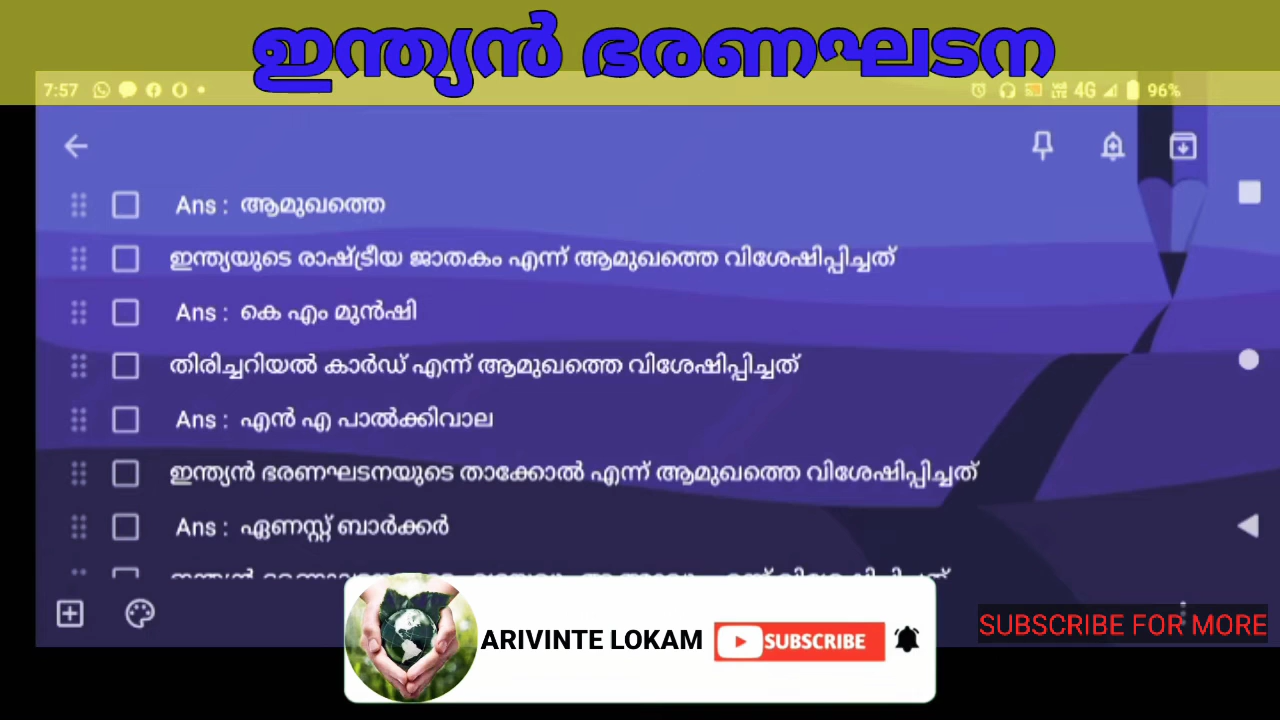 ഇന്ത്യൻ ഭരണഘടന
7:57
4G 96%
Ans : ആമുഖത്തെ
ഇന്ത്യയുടെ രാഷ്ട്രീയ ജാതകം എന്ന് ആമുഖത്തെ വിശേഷിപ്പിച്ചത്
Ans : കെ എം മുൻഷി
തിരിച്ചറിയൽ കാർഡ് എന്ന് ആമുഖത്തെ വിശേഷിപ്പിച്ചത്
Ans : എൻ എ പാൽക്കിവാല
ഇന്ത്യൻ ഭരണഘടനയുടെ താക്കോൽ എന്ന് ആമുഖത്തെ വിശേഷിപ്പിച്ചത്
Ans : ഏണസ്റ്റ് ബാർക്കർ
ARIVINTE LOKAM SUBSCRIBE
SUBSCRIBE FOR MORE